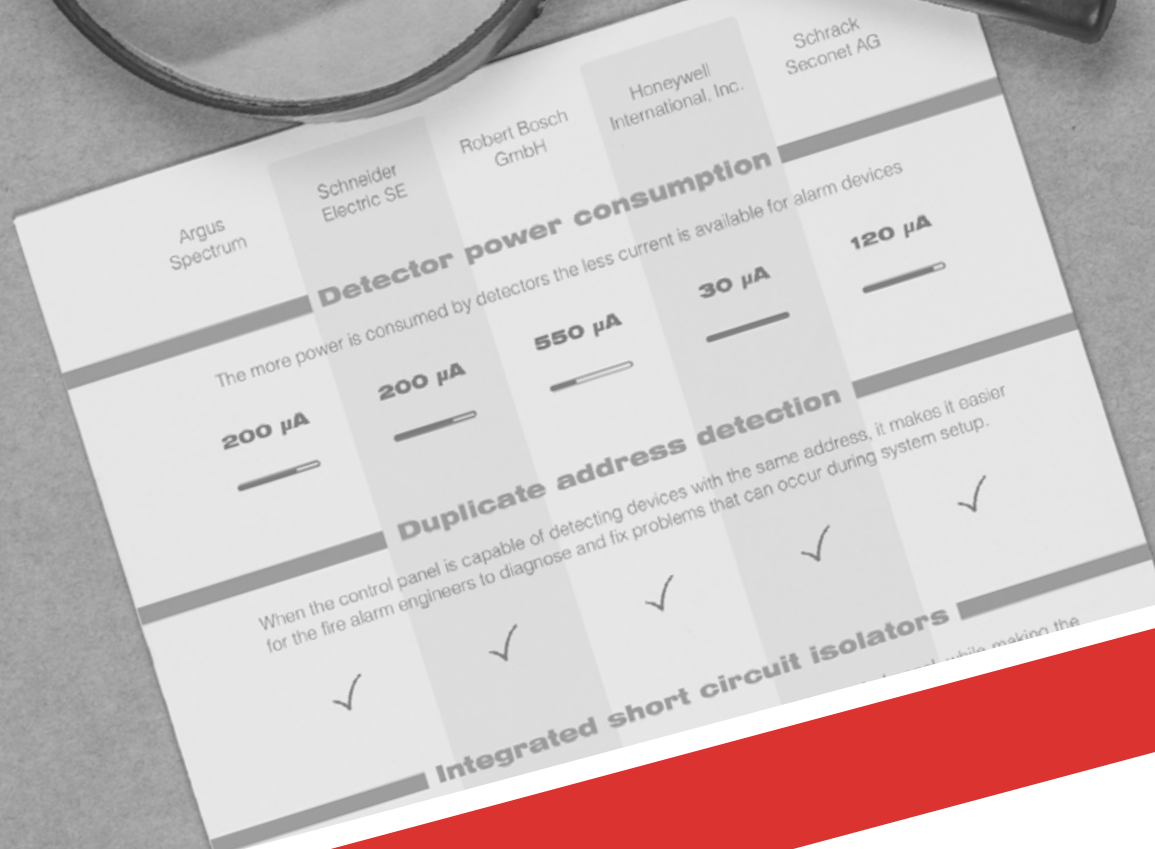 Argus
Spectrum
Schneider
Electric SE
Robert Bosch
GmbH
Honeywell
International, Inc.
Schrack
Seconet AG
Detector power consumption
The more power is consumed by detectors the less current is available for alarm devices
200 µA
200 µA
550 µA
30 µA
120 µA
Duplicate address detection
When the control panel is capable of detecting devices with the same address, it makes it easier
for the fire alarm engineers to diagnose and fix problems that can occur during system setup.
Integrated short circuit isolators
while making the